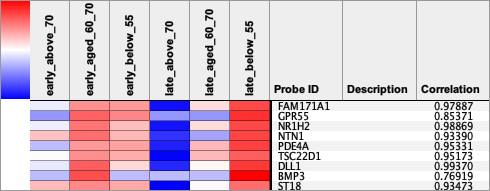 early_above_70
early_aged_60_70
early_below_55
late_above_70
late_aged_60_70
late_below_55
Probe ID Description Correlation
FAM171A1 0.97887
GPR55 0.85371
NR1H2 0.98869
NTN1 0.93390
PDE4A 0.95331
TSC22D1 0.95173
DLL1 0.99370
BMP3 0.76919
ST18 0.93473